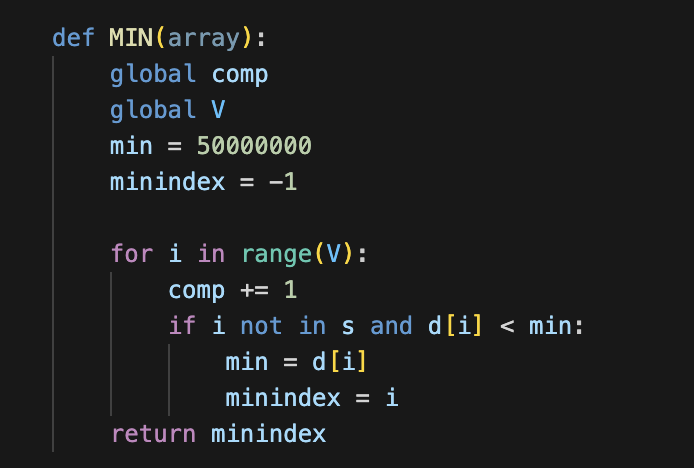 def MIN(array):
    global comp
    global V
    min = 50000000
    minindex = -1

    for i in range(V):
        comp += 1
        if i not in s and d[i] < min:
            min = d[i]
            minindex = i
    return minindex